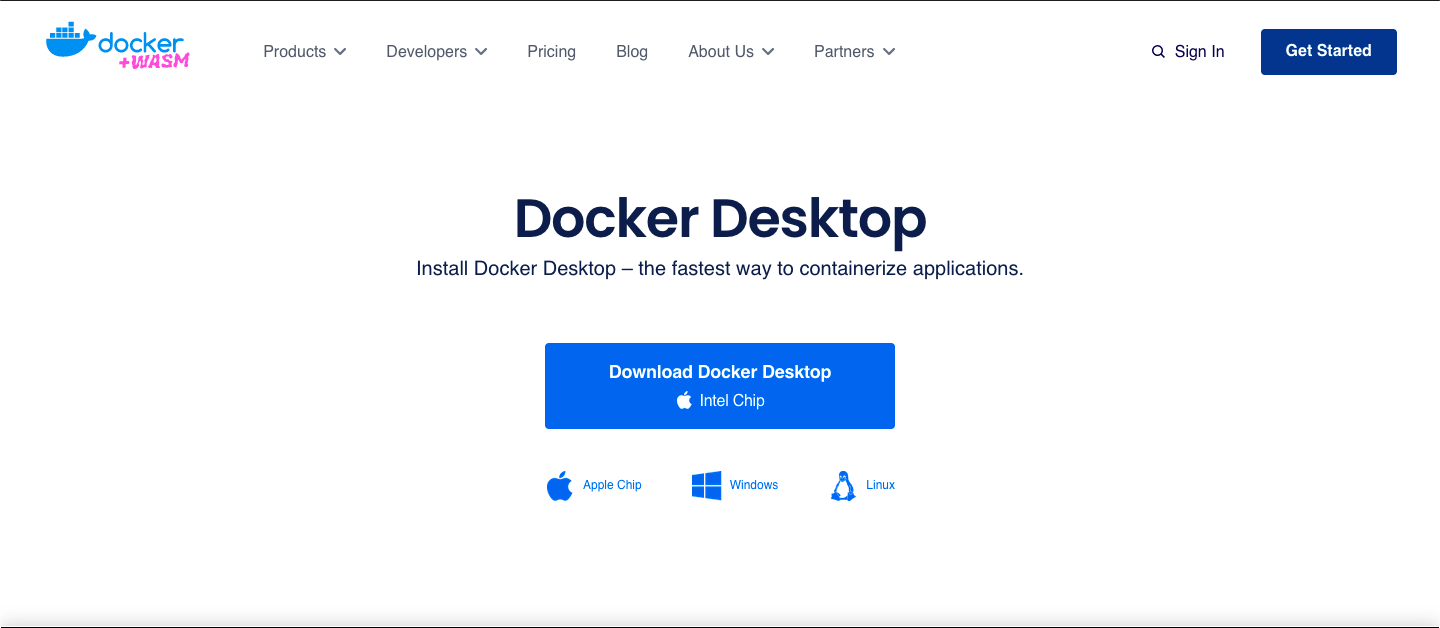 docker
+WASM
Products Developers Pricing Blog About Us Partners Sign In Get Started
Docker Desktop
Install Docker Desktop – the fastest way to containerize applications.
Download Docker Desktop
Intel Chip
Apple Chip Windows Linux